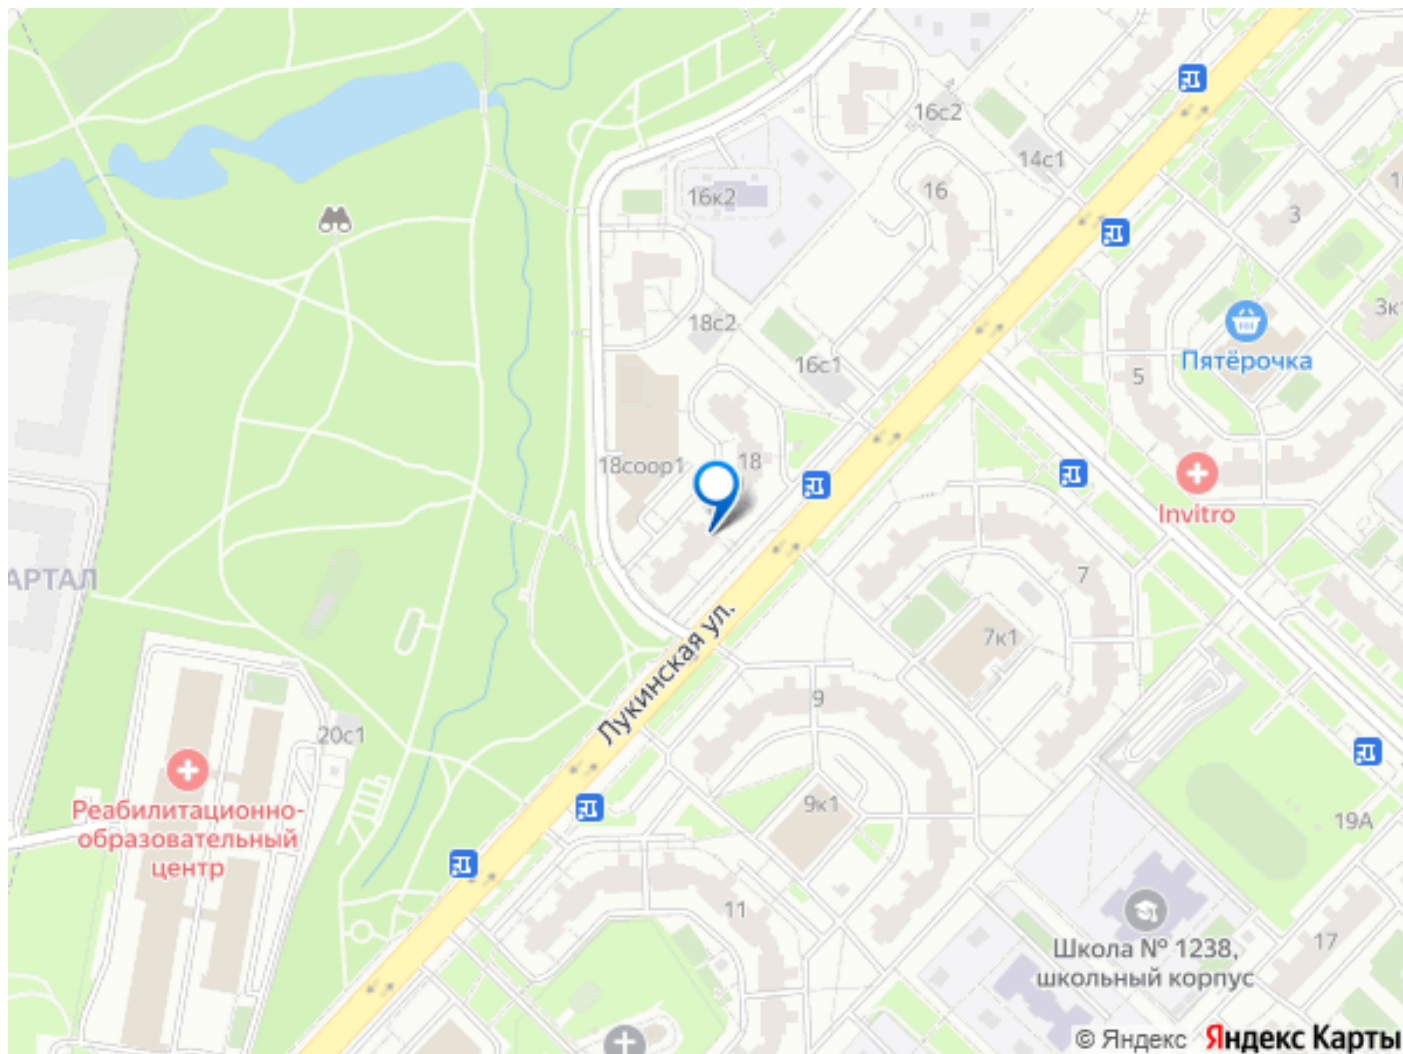 16с2
14с1
16к2
16
3
18с2
3к
Пятёрочка
16с1
5
18
18соор1
Invitro
АРТАЛ
7
7к1
Лукинская ул.
9
20с1
Реабилитационно-
образовательный
центр
9к1
19А
11
17
Школа № 1238,
школьный корпус
© Яндекс Яндекс Карты